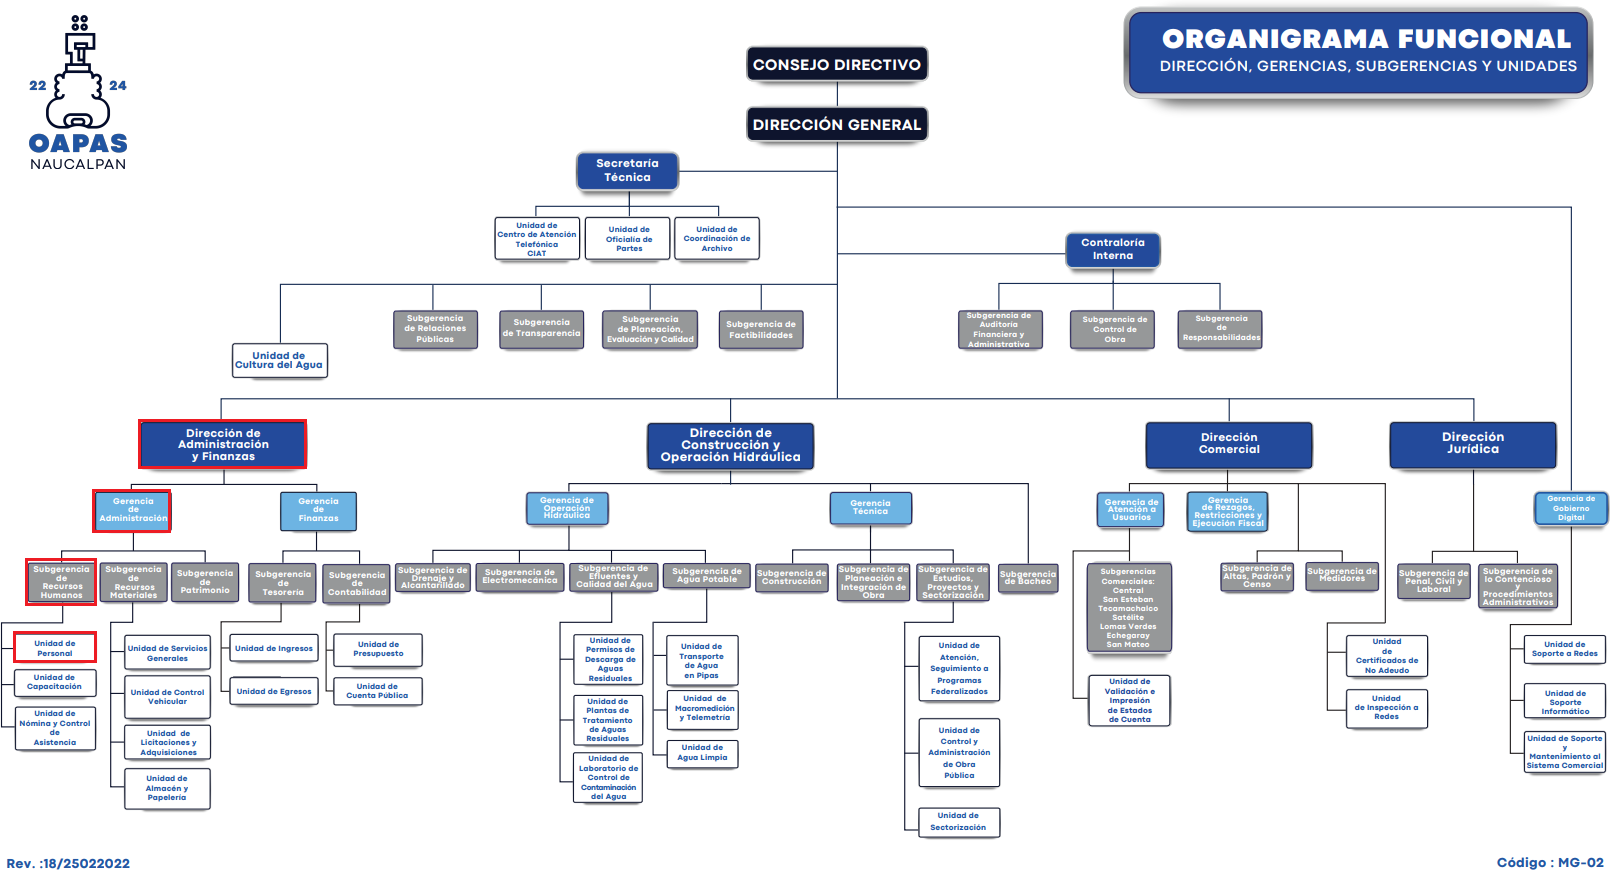 22 24
OAPAS
NAUCALPAN
ORGANIGRAMA FUNCIONAL
DIRECCIÓN, GERENCIAS, SUBGERENCIAS Y UNIDADES
CONSEJO DIRECTIVO
DIRECCIÓN GENERAL
Secretaría
Técnica
Unidad de
Centro de Atención
Telefónica
CIAT
Unidad de
Oficialía de
Partes
Unidad de
Coordinación de
Archivo
Contraloría
Interna
Subgerencia de
Auditoría
Financiera y
Administrativa
Subgerencia de
Control de
Obra
Subgerencia
de
Responsabilidades
Unidad de
Cultura del Agua
Subgerencia
de Relaciones
Públicas
Subgerencia
de Transparencia
Subgerencia
de Planeación,
Evaluación y Calidad
Subgerencia de
Factibilidades
Dirección de
Administración
y Finanzas
Dirección de
Construcción y
Operación Hidráulica
Dirección
Comercial
Dirección
Jurídica
Gerencia
de
Administración
Gerencia
de
Finanzas
Gerencia de
Operación
Hidráulica
Gerencia
Técnica
Gerencia de
Atención a
Usuarios
Gerencia
de Rezagos,
Restricciones y
Ejecución Fiscal
Gerencia de
Gobierno
Digital
Subgerencia
de
Recursos
Humanos
Subgerencia
de
Recursos
Materiales
Subgerencia
de
Patrimonio
Subgerencia
de
Tesorería
Subgerencia
de
Contabilidad
Subgerencia de
Drenaje y
Alcantarillado
Subgerencia de
Electromecánica
Subgerencia de
Efluentes y
Calidad del Agua
Subgerencia de
Agua Potable
Subgerencia
de Construcción
Subgerencia de
Planeación e
Integración de
Obra
Subgerencia de
Estudios,
Proyectos y
Sectorización
Subgerencia
de Bacheo
Subgerencias
Comerciales:
Central
San Esteban
Tecamachalco
Satélite
Lomas Verdes
Echegaray
San Mateo
Subgerencia de
Altas, Padrón y
Censo
Subgerencia de
Medidores
Subgerencia de
Penal, Civil y
Laboral
Subgerencia de
lo Contencioso
y
Procedimientos
Administrativos
Unidad de
Personal
Unidad de
Capacitación
Unidad de
Nómina y Control
de
Asistencia
Unidad de Servicios
Generales
Unidad de Control
Vehicular
Unidad de
Licitaciones y
Adquisiciones
Unidad de
Almacén y
Papelería
Unidad de Ingresos
Unidad de Egresos
Unidad de
Presupuesto
Unidad de
Cuenta Pública
Unidad de
Permisos de
Descarga de
Aguas
Residuales
Unidad de
Plantas de
Tratamiento
de Aguas
Residuales
Unidad de
Laboratorio de
Control de
Contaminación
del Agua
Unidad de
Transporte
de Agua
en Pipas
Unidad de
Macromedición
y Telemetría
Unidad de
Agua Limpia
Unidad de
Atención,
Seguimiento a
Programas
Federalizados
Unidad de
Control y
Administración
de Obra
Pública
Unidad de
Sectorización
Unidad de
Validación e
Impresión
de Estados
de Cuenta
Unidad
de
Certificados de
No Adeudo
Unidad
de Inspección a
Redes
Unidad de
Soporte a Redes
Unidad de
Soporte
Informático
Unidad de Soporte
y
Mantenimiento al
Sistema Comercial
Rev. :18/25022022
Código : MG-02